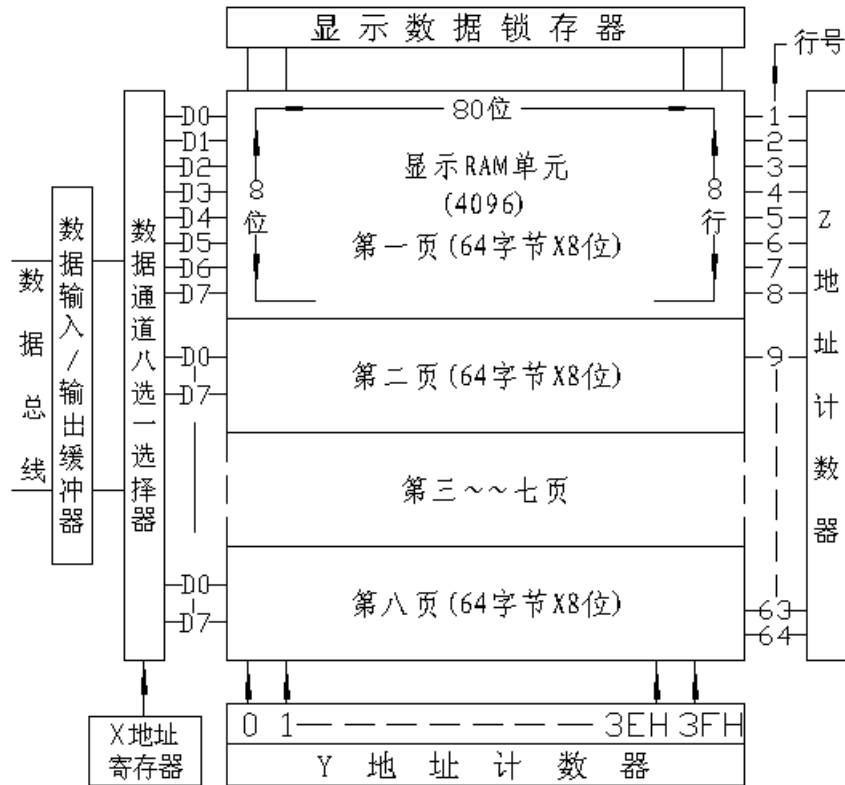 显示数据锁存器
行号
80位
D0
D1
D2
D3
D4
D5
D6
D7
8位
显示RAM单元
(4096)
第一页(64字节X8位)
8行
1
2
3
4
5
6
7
8
数据总线
数据输入/输出缓冲器
数据通道八选一选择器
Z地址计数器
D0
D7
第二页(64字节X8位)
9
第三~~七页
D0
D7
第八页(64字节X8位)
63
64
X地址
寄存器
0 1 3EH 3FH
Y地址计数器